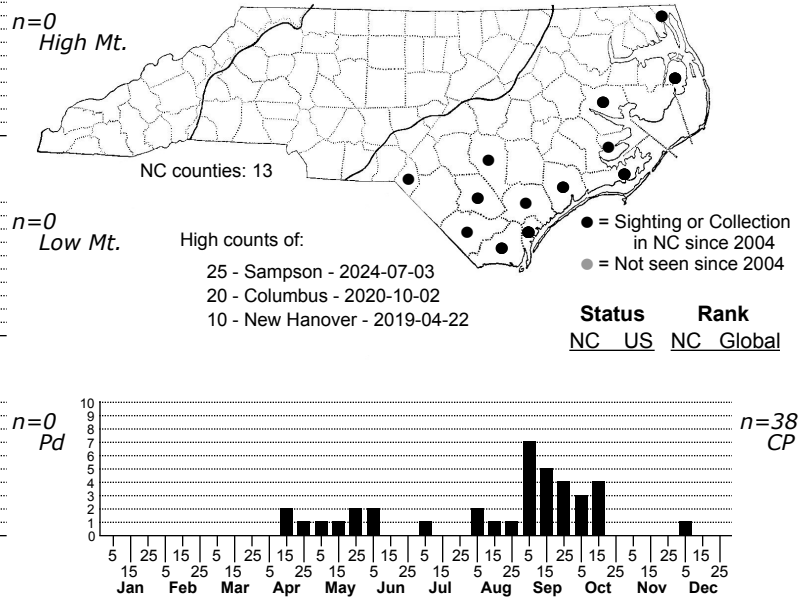 n=0
High Mt.
NC counties: 13
n=0
Low Mt.
High counts of:
25 - Sampson - 2024-07-03
20 - Columbus - 2020-10-02
10 - New Hanover - 2019-04-22
= Sighting or Collection
in NC since 2004
= Not seen since 2004
Status Rank
NC US NC Global
n=0
Pd
n=38
CP
10
9
8
7
6
5
4
3
2
1
0
5 25 15 5 25 15 5 25 15 5 25 15 5 25 15 5 25 15
15 5 25 15 5 25 15 5 25 15 5 25 15 5 25 15 5 25
Jan Feb Mar Apr May Jun Jul Aug Sep Oct Nov Dec